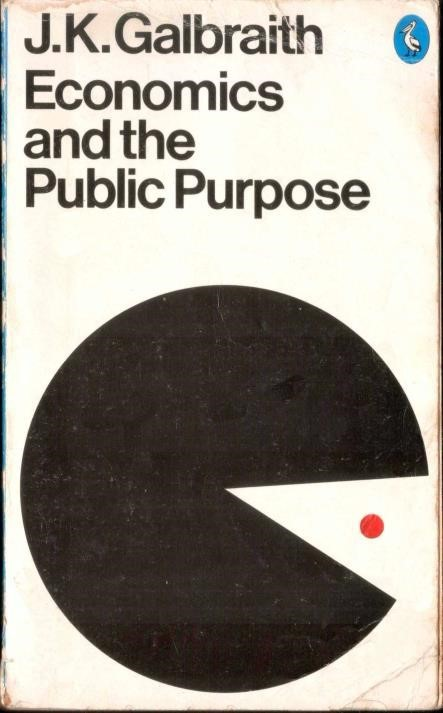 J.K.Galbraith
Economics
and the
Public Purpose